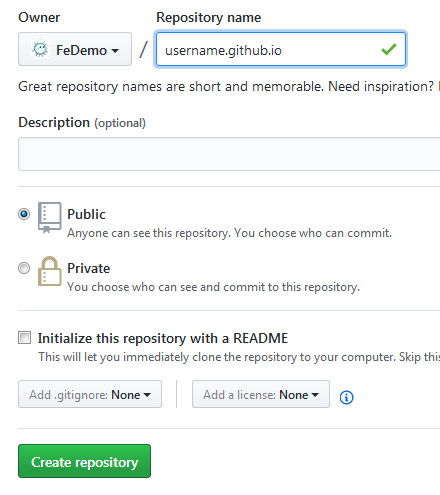 Owner
Repository name
FeDemo / username.github.io
Great repository names are short and memorable. Need inspiration?
Description (optional)
Public
Anyone can see this repository. You choose who can commit.
Private
You choose who can see and commit to this repository.
Initialize this repository with a README
This will let you immediately clone the repository to your computer. Skip this
Add .gitignore: None
Add a license: None
Create repository